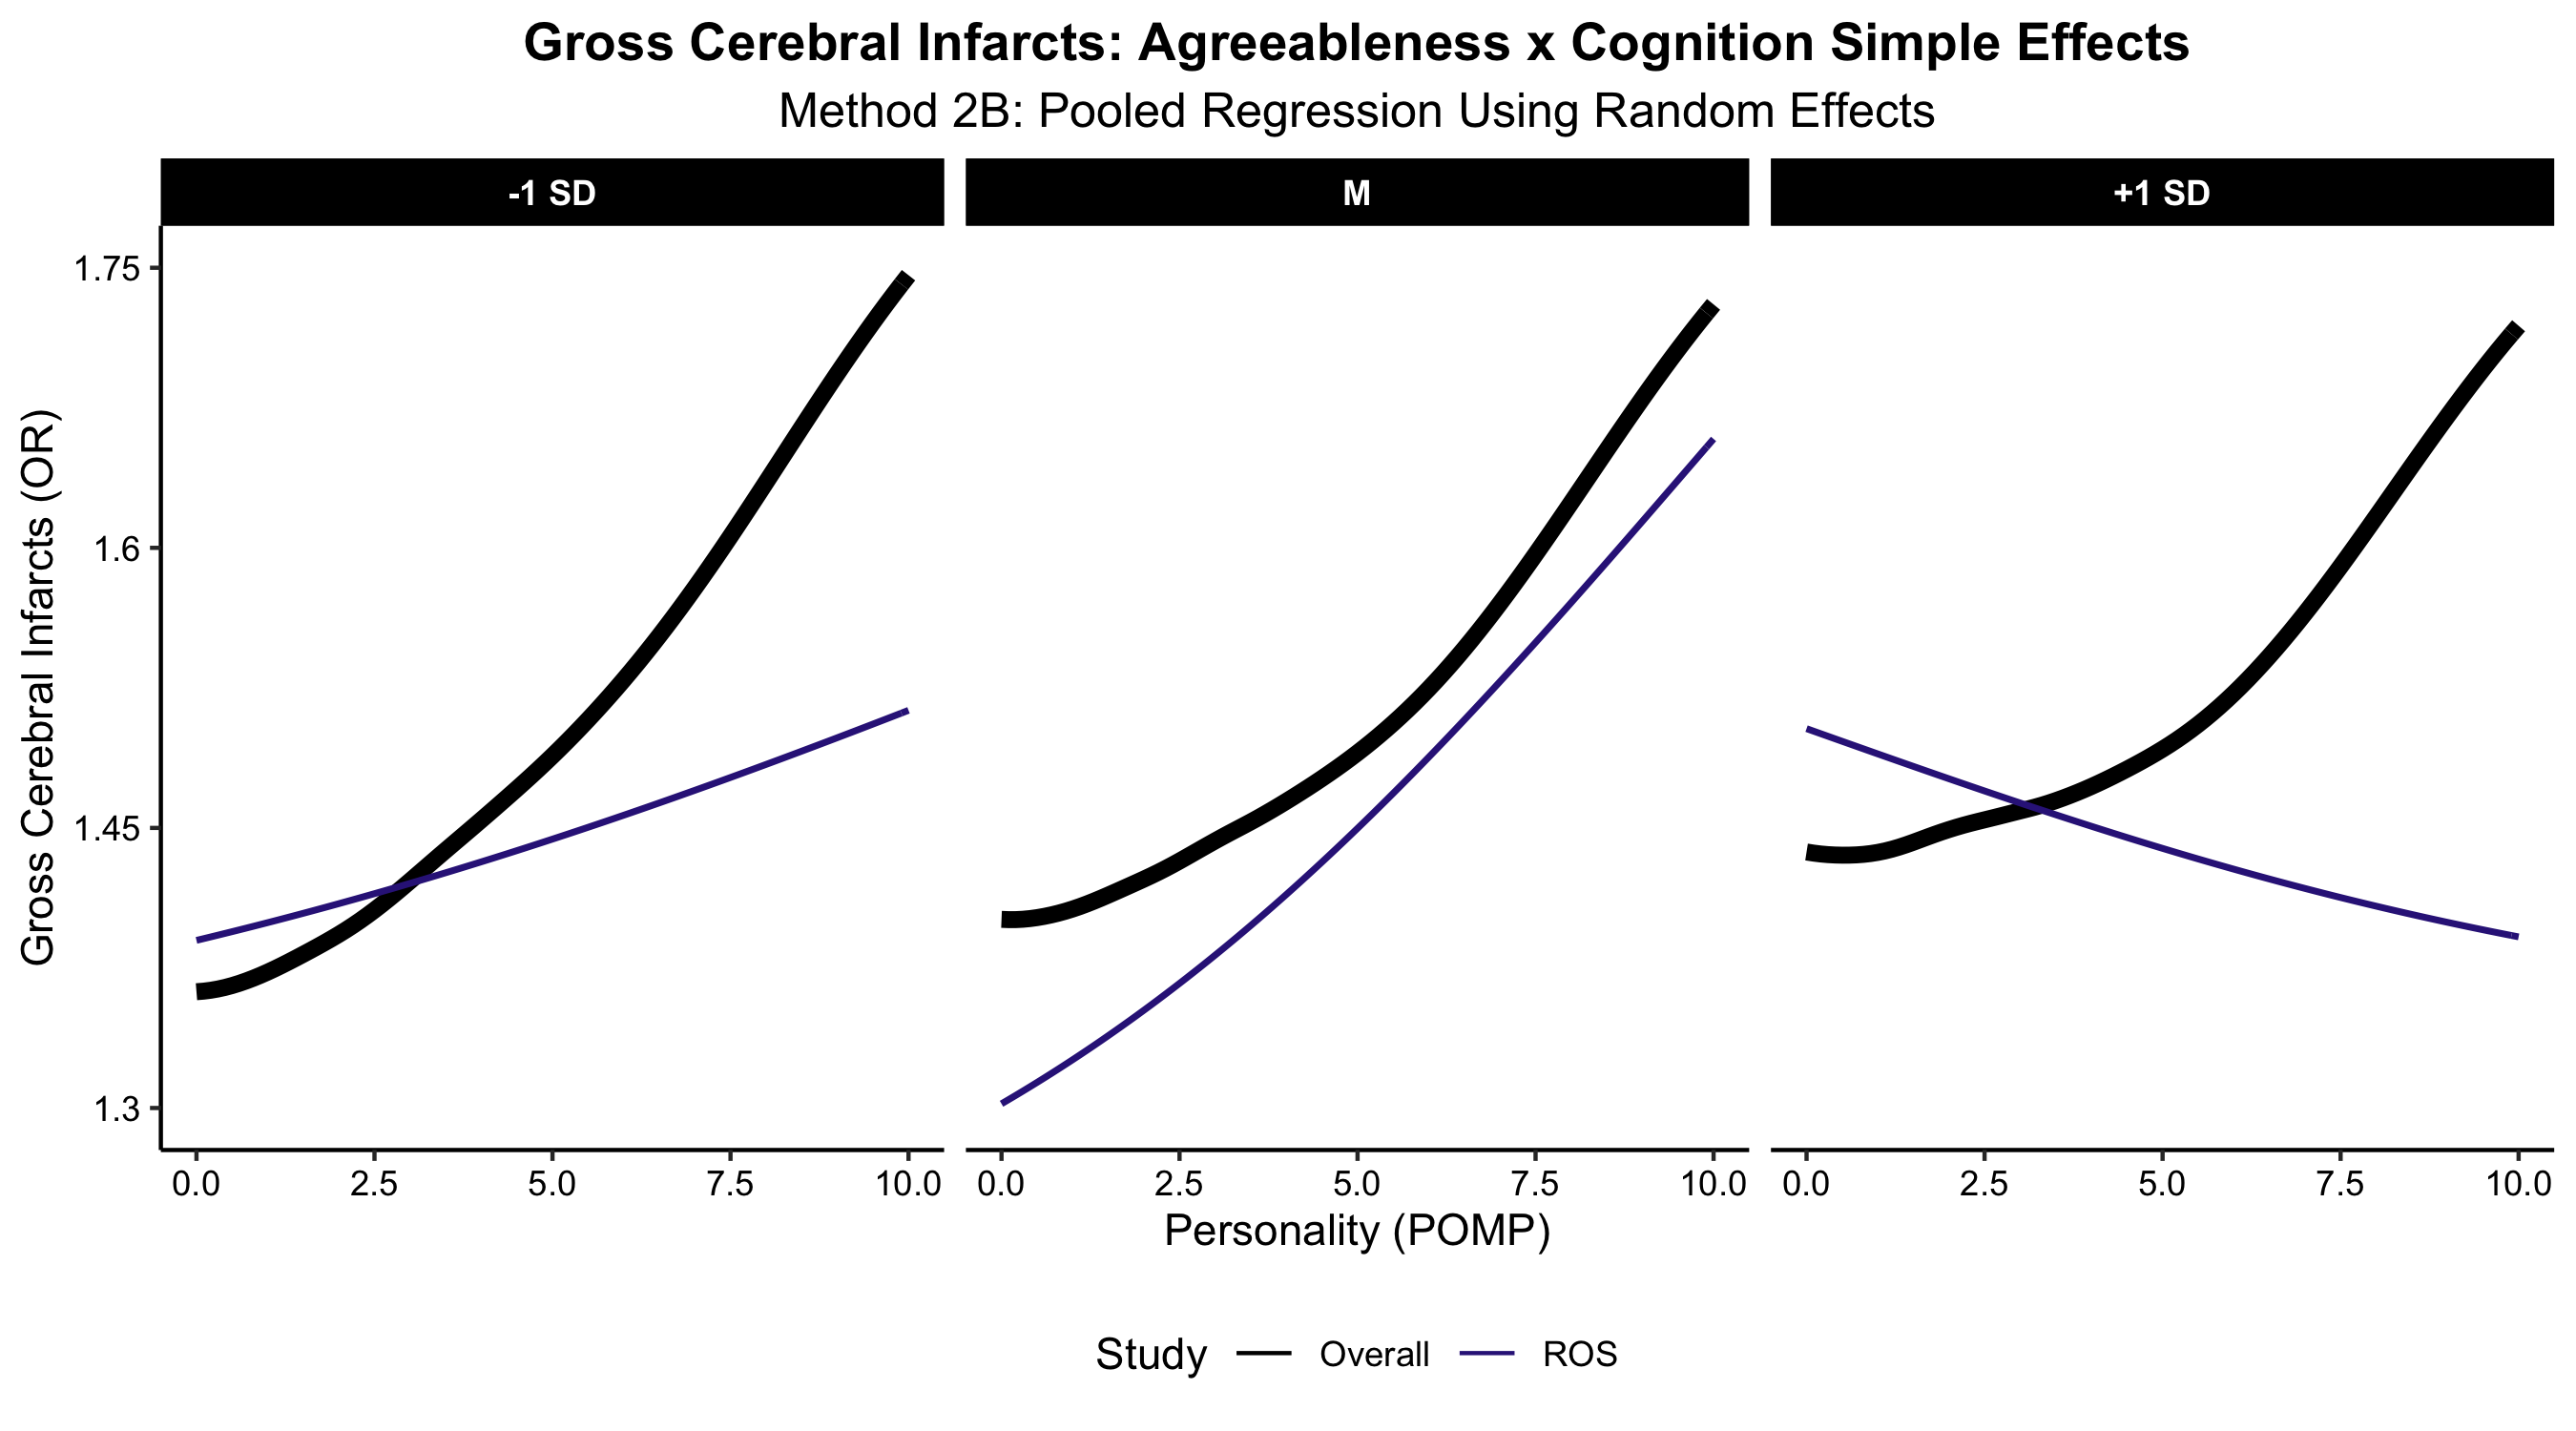 Gross Cerebral Infarcts: Agreeableness x Cognition Simple Effects
Method 2B: Pooled Regression Using Random Effects
-1 SD M +1 SD
Gross Cerebral Infarcts (OR)
1.75
1.6
1.45
1.3
0.0 2.5 5.0 7.5 10.0 0.0 2.5 5.0 7.5 10.0 0.0 2.5 5.0 7.5 10.0
Personality (POMP)
Study Overall ROS